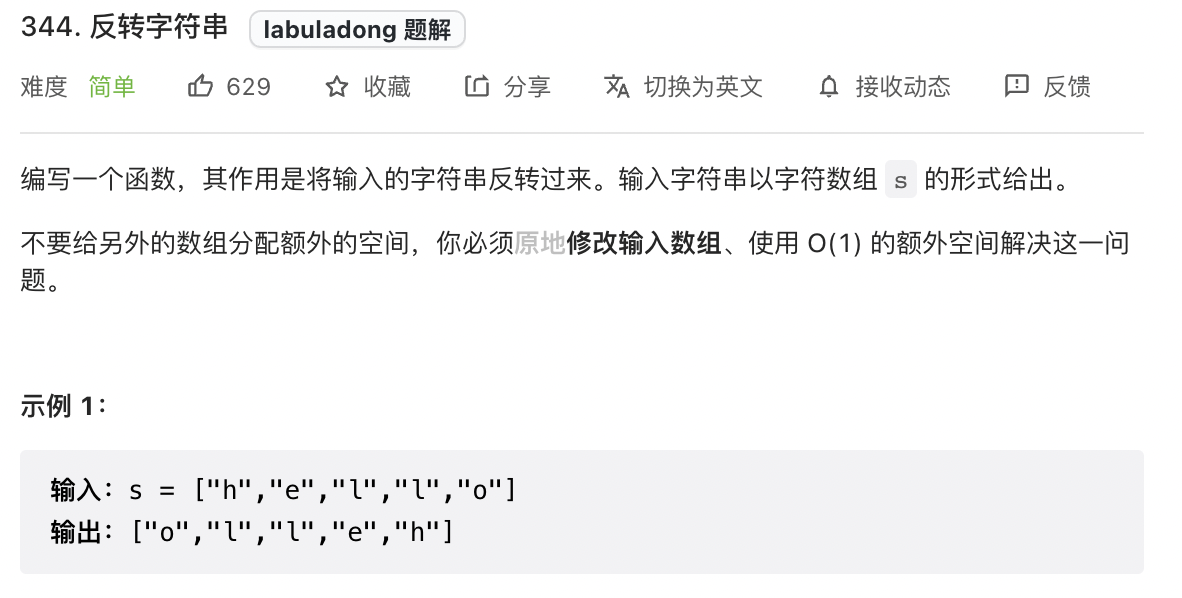 344. 反转字符串 labuladong 题解
难度 简单 629 收藏 分享 切换为英文 接收动态 反馈
编写一个函数，其作用是将输入的字符串反转过来。输入字符串以字符数组 s 的形式给出。
不要给另外的数组分配额外的空间，你必须原地修改输入数组、使用 O(1) 的额外空间解决这一问
题。
示例 1：
输入：s = ["h","e","l","l","o"]
输出：["o","l","l","e","h"]